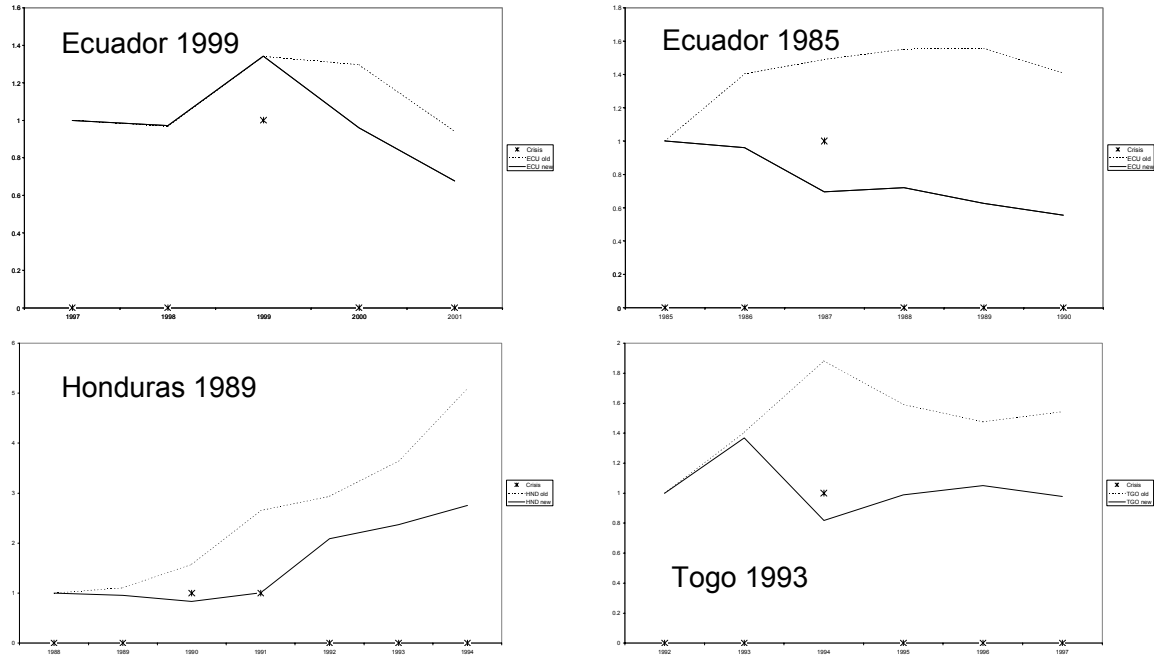 Ecuador 1999
1.6
1.4
1.2
1
0.8
0.6
0.4
0.2
0
1997 1998 1999 2000 2001
Crisis
ECU old
ECU new
Ecuador 1985
1.8
1.6
1.4
1.2
1
0.8
0.6
0.4
0.2
0
1985 1986 1987 1988 1989 1990
Crisis
ECU old
ECU new
Honduras 1989
6
5
4
3
2
1
0
1988 1989 1990 1991 1992 1993 1994
Crisis
HND old
HND new
Togo 1993
2
1.8
1.6
1.4
1.2
1
0.8
0.6
0.4
0.2
0
1992 1993 1994 1995 1996 1997
Crisis
TGO old
TGO new